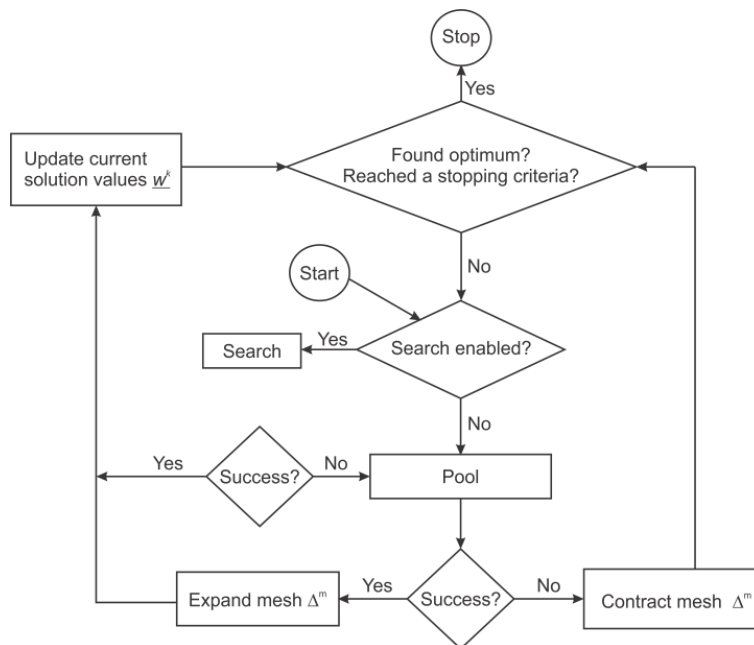 Stop
Yes
Update current
solution values w^k
Found optimum?
Reached a stopping criteria?
No
Start
Search
Yes
Search enabled?
No
Yes
Success?
No
Pool
Expand mesh Δ^m
Yes
Success?
No
Contract mesh Δ^m